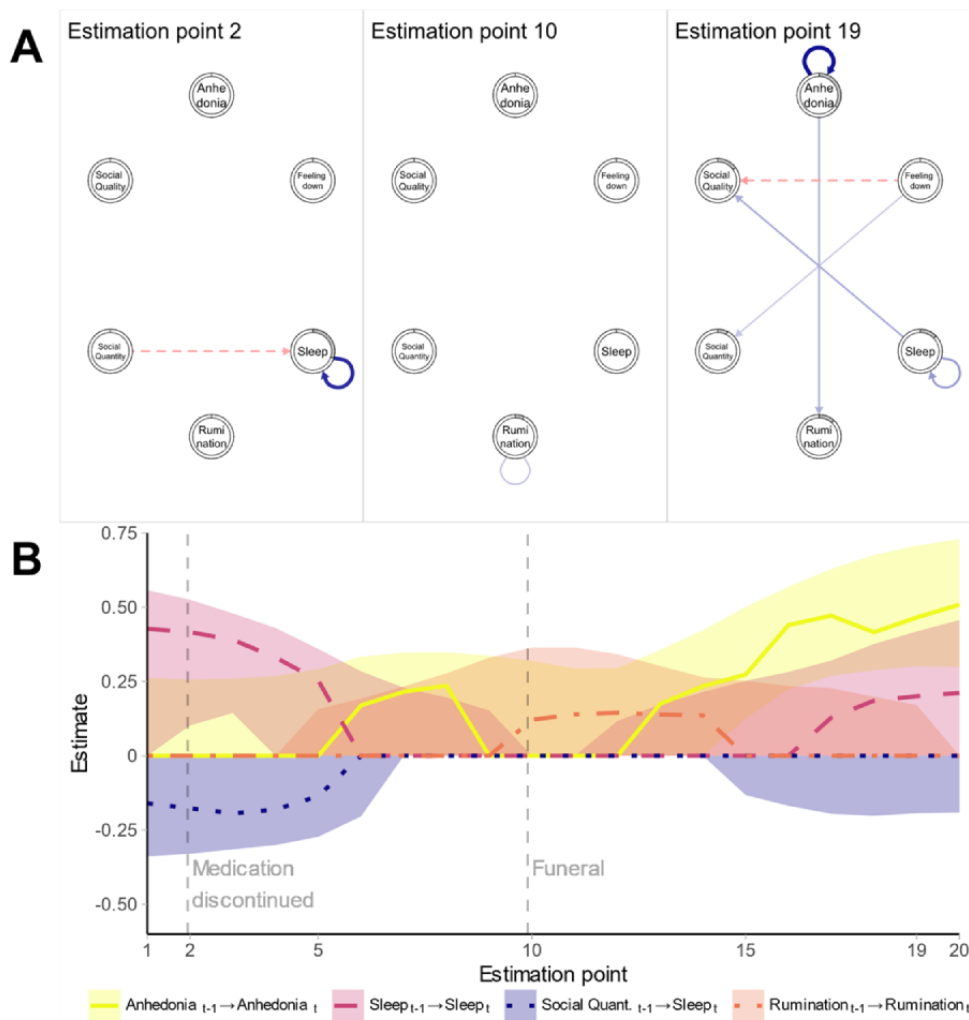 A
Estimation point 2
Estimation point 10
Estimation point 19
Anhe
donia
Social
Quality
Feeling
down
Social
Quantity
Sleep
Rumi
nation
Anhe
donia
Social
Quality
Feeling
down
Social
Quantity
Sleep
Rumi
nation
Anhe
donia
Social
Quality
Feeling
down
Social
Quantity
Sleep
Rumi
nation
B
0.75
0.50
0.25
0
-0.25
-0.50
Estimate
Medication
discontinued
Funeral
1 2 5 10 15 19 20
Estimation point
Anhedonia t-1→Anhedonia t
Sleep t-1→Sleep t
Social Quant. t-1→Sleep t
Rumination t-1→Rumination t